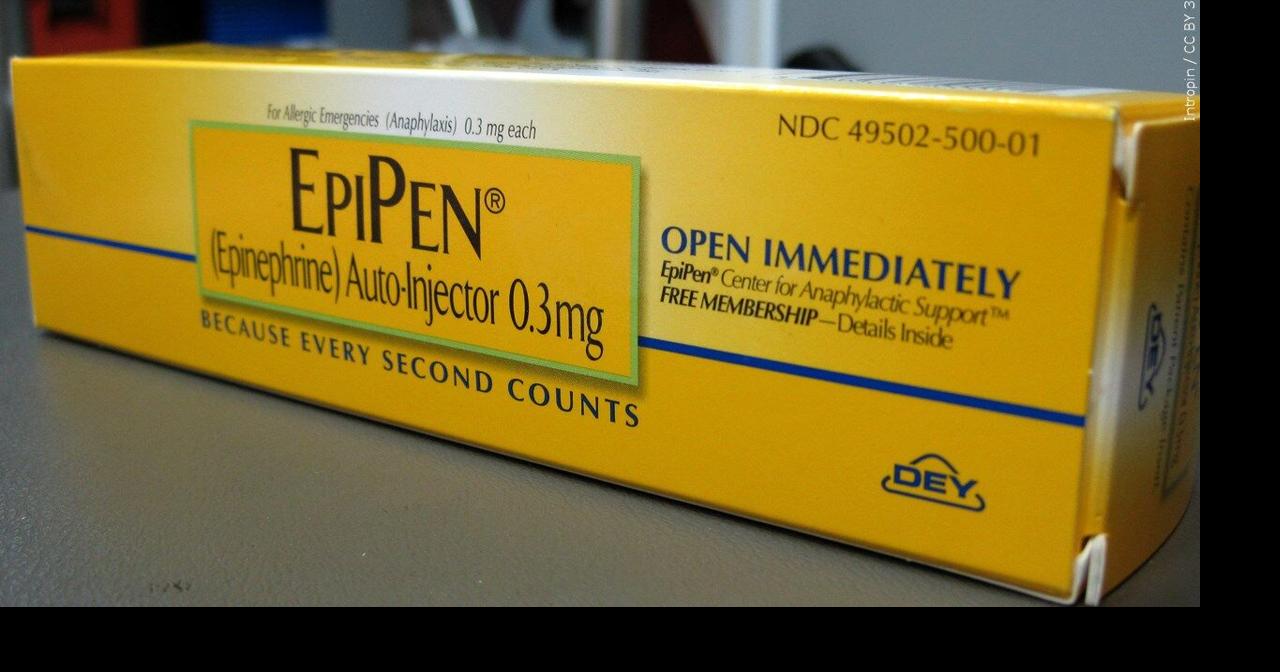 For Allergic Emergencies (Anaphylaxis) 0.3 mg each
EPIPEN®
(Epinephrine) Auto-Injector 0.3mg
BECAUSE EVERY SECOND COUNTS
NDC 49502-500-01
OPEN IMMEDIATELY
EpiPen® Center for Anaphylactic Support™
FREE MEMBERSHIP—Details Inside
DEY
DEY
Intropin / CC BY 3